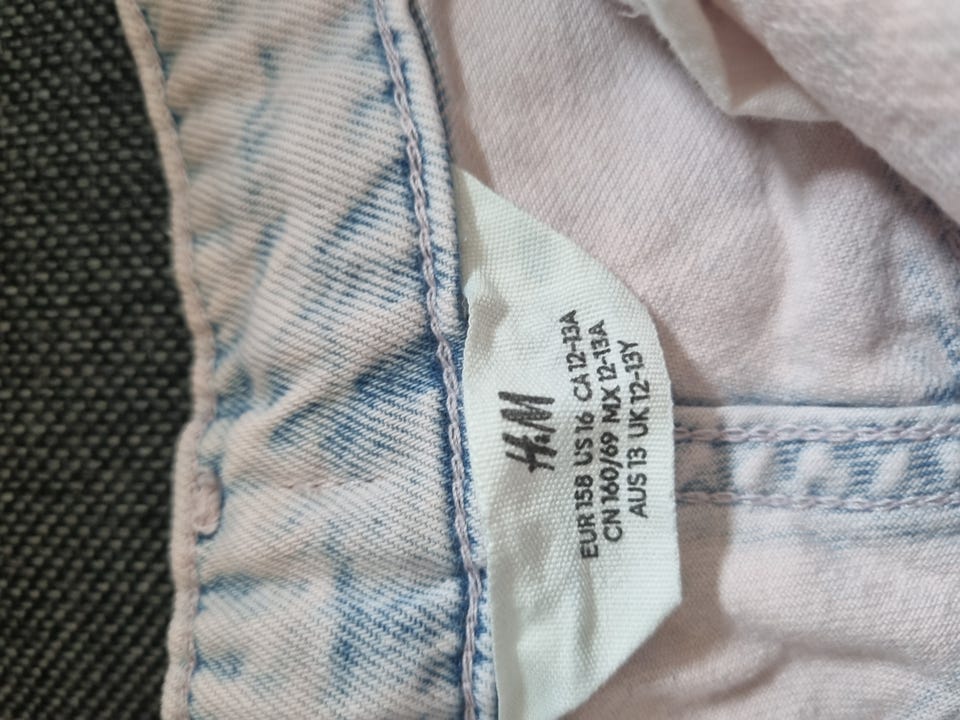 H&M
EUR 158 US 16 CA 12-13A
CN 160/69 MX 12-13A
AUS 13 UK 12-13Y